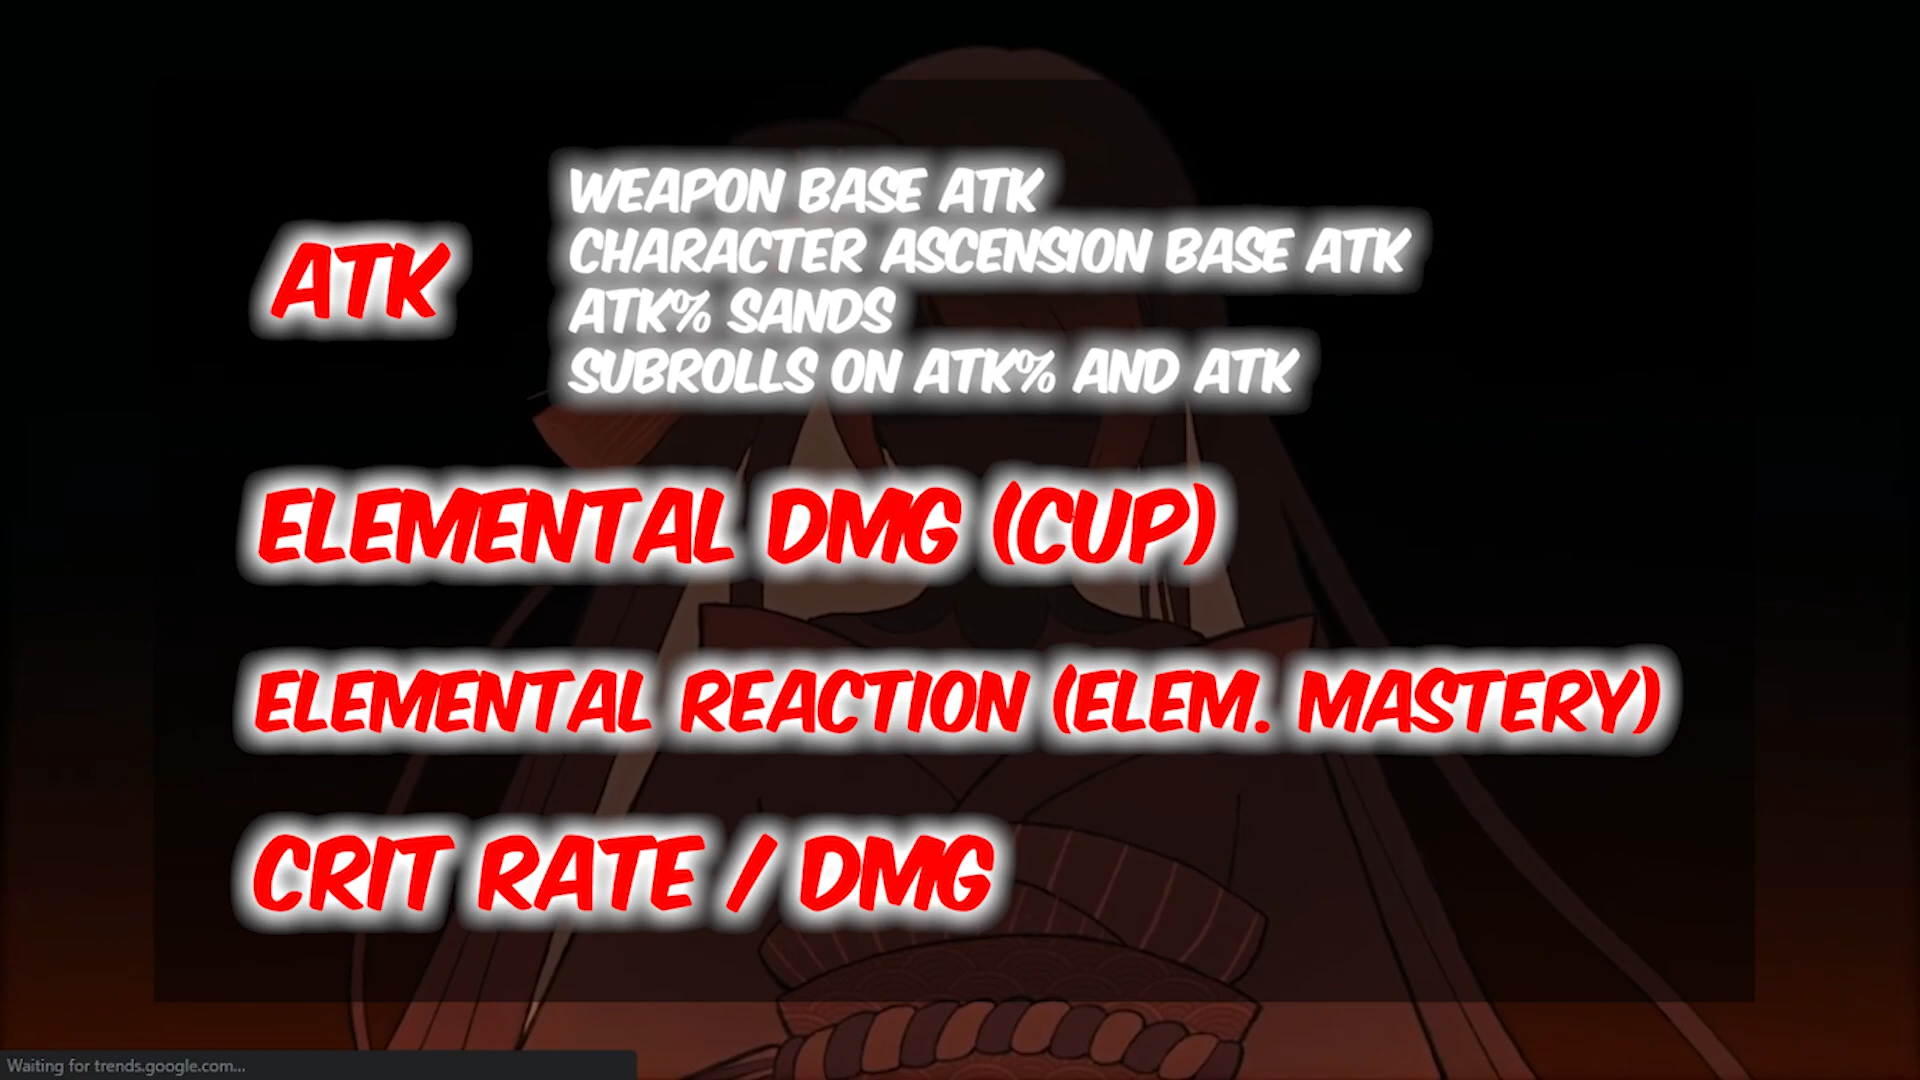 ATK
WEAPON BASE ATK
CHARACTER ASCENSION BASE ATK
ATK% SANDS
SUBROLLS ON ATK% AND ATK
ELEMENTAL DMG (CUP)
ELEMENTAL REACTION (ELEM. MASTERY)
CRIT RATE / DMG
Waiting for trends.google.com...